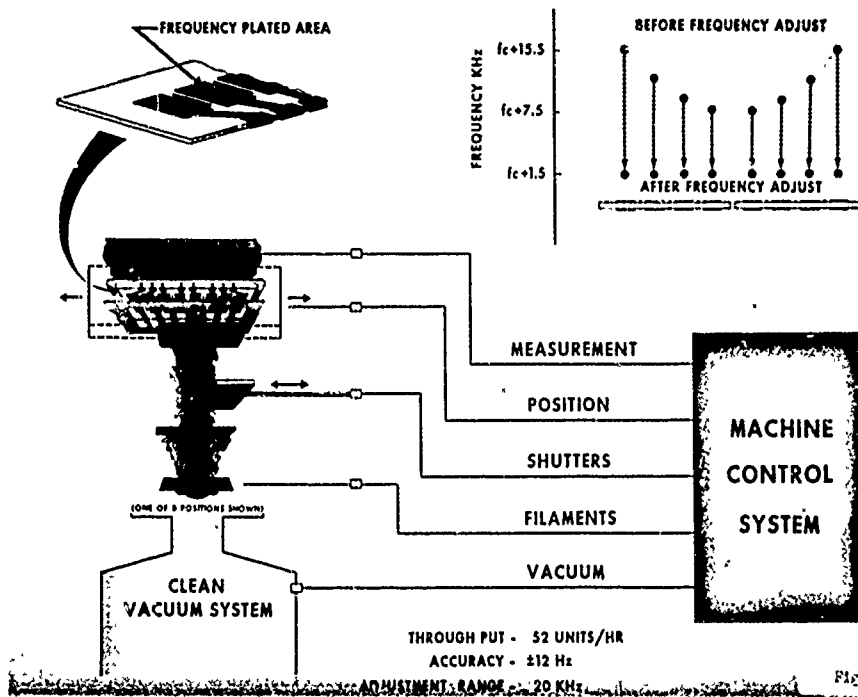 FREQUENCY PLATED AREA
FREQUENCY KHz
BEFORE FREQUENCY ADJUST
fc+15.5
fc+7.5
fc+1.5
AFTER FREQUENCY ADJUST
MEASUREMENT
POSITION
SHUTTERS
FILAMENTS
VACUUM
MACHINE
CONTROL
SYSTEM
(ONE OF 8 POSITIONS SHOWN)
CLEAN
VACUUM SYSTEM
THROUGH PUT - 52 UNITS/HR
ACCURACY - ±12 Hz
ADJUSTMENT RANGE - 20 KHz
Fig